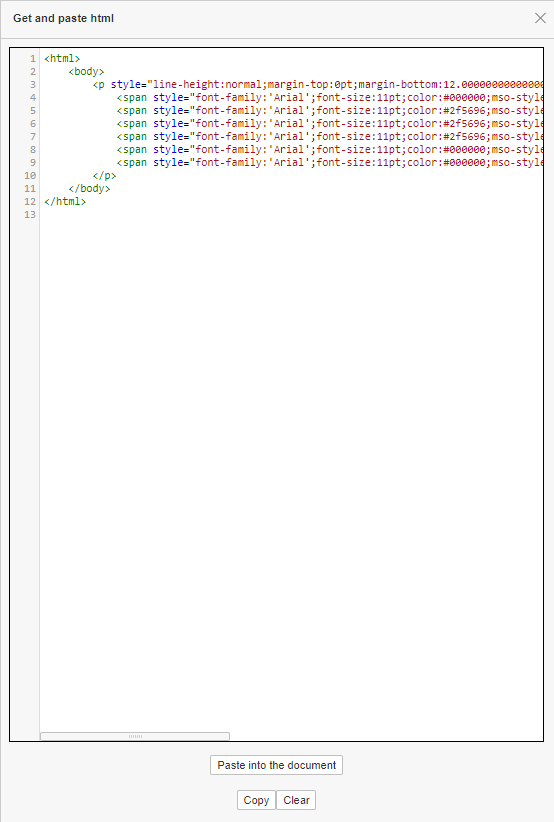 Get and paste html
1 <html>
2 <body>
3 <p style="line-height:normal;margin-top:0pt;margin-bottom:12.00000000000000
4 <span style="font-family:'Arial';font-size:11pt;color:#000000;mso-style
5 <span style="font-family:'Arial';font-size:11pt;color:#2f5696;mso-style
6 <span style="font-family:'Arial';font-size:11pt;color:#2f5696;mso-style
7 <span style="font-family:'Arial';font-size:11pt;color:#2f5696;mso-style
8 <span style="font-family:'Arial';font-size:11pt;color:#000000;mso-style
9 <span style="font-family:'Arial';font-size:11pt;color:#000000;mso-style
10 </p>
11 </body>
12 </html>
13
Paste into the document
Copy Clear